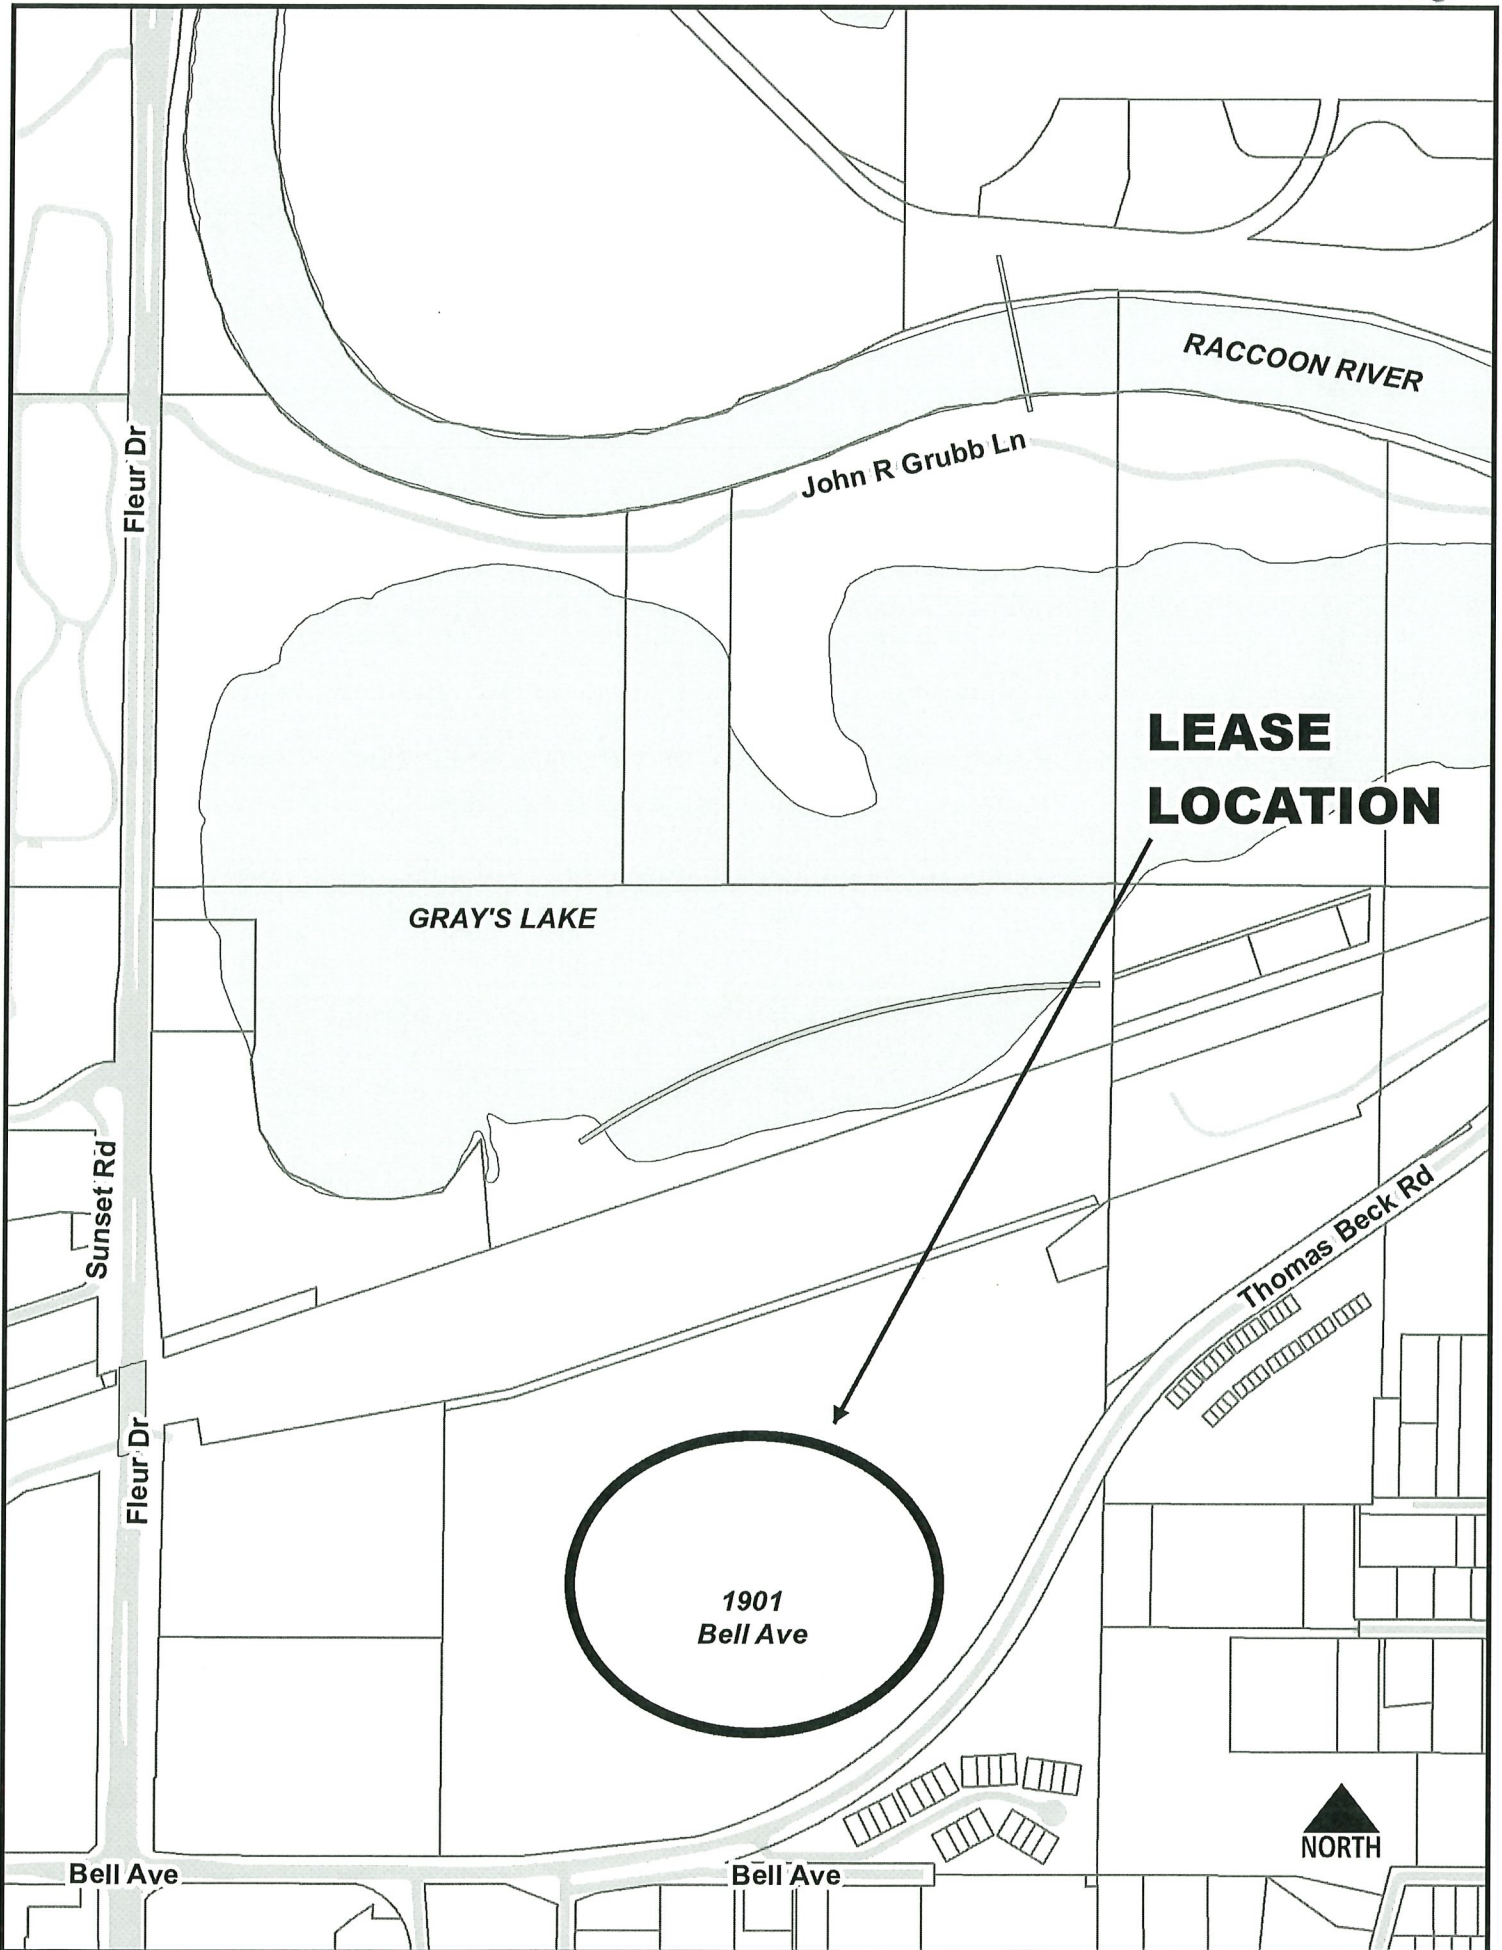 RACCOON RIVER
Fleur Dr
John R Grubb Ln
LEASE
LOCATION
GRAY'S LAKE
Sunset Rd
Thomas Beck Rd
Fleur Dr
1901
Bell Ave
NORTH
Bell Ave
Bell Ave